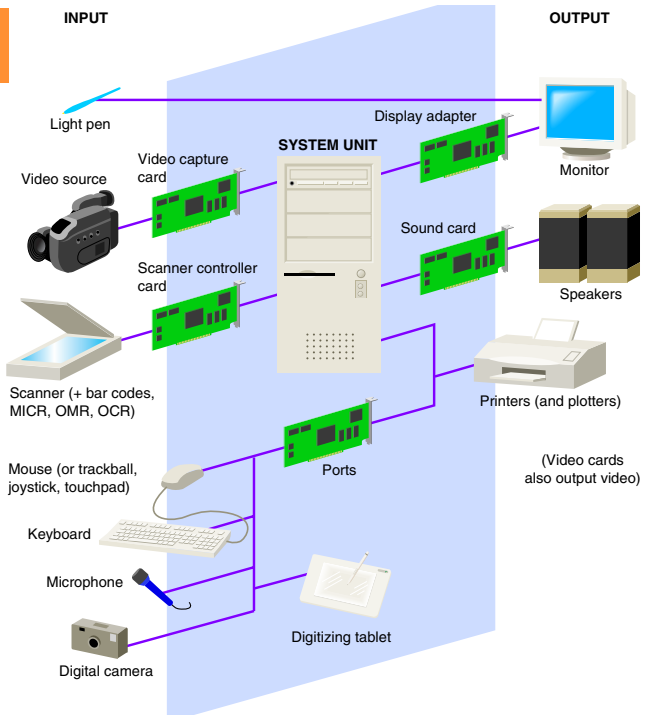 INPUT
OUTPUT
Light pen
Display adapter
SYSTEM UNIT
Monitor
Video capture
card
Video source
Sound card
Scanner controller
card
Speakers
Scanner (+ bar codes,
MICR, OMR, OCR)
Printers (and plotters)
Ports
Mouse (or trackball,
joystick, touchpad)
(Video cards
also output video)
Keyboard
Microphone
Digitizing tablet
Digital camera